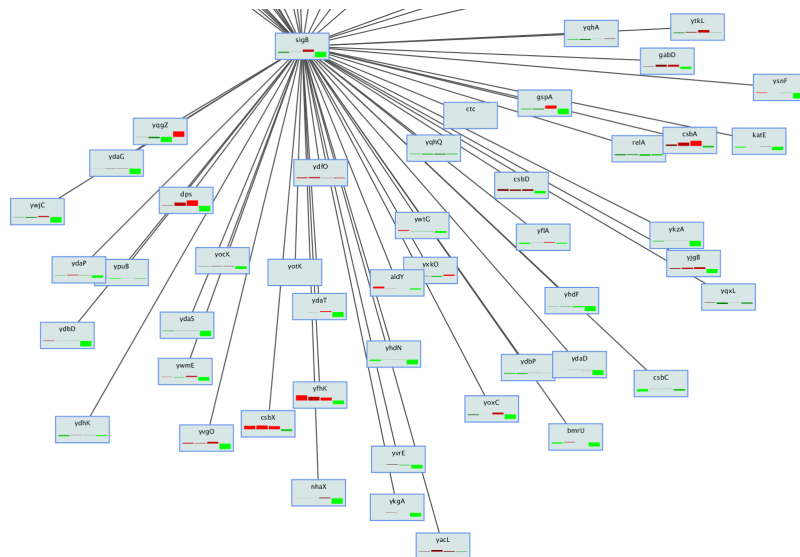 yqhA
ytkL
sigB
gabD
ysnF
gspA
ctc
yqgZ
csbA
katE
relA
yqhQ
ydaG
ydfO
csbD
dps
ywjC
ywtG
yflA
ykzA
yocK
yjgB
ydaP
ypuB
yotK
yxkO
aldY
yqxL
yhdF
ydaT
ydaS
ydbD
yhdN
ywmE
ydbP
ydaD
csbC
yfhK
yoxC
csbX
ydhK
yvgO
bmrU
yvrE
nhaX
ykgA
yacL